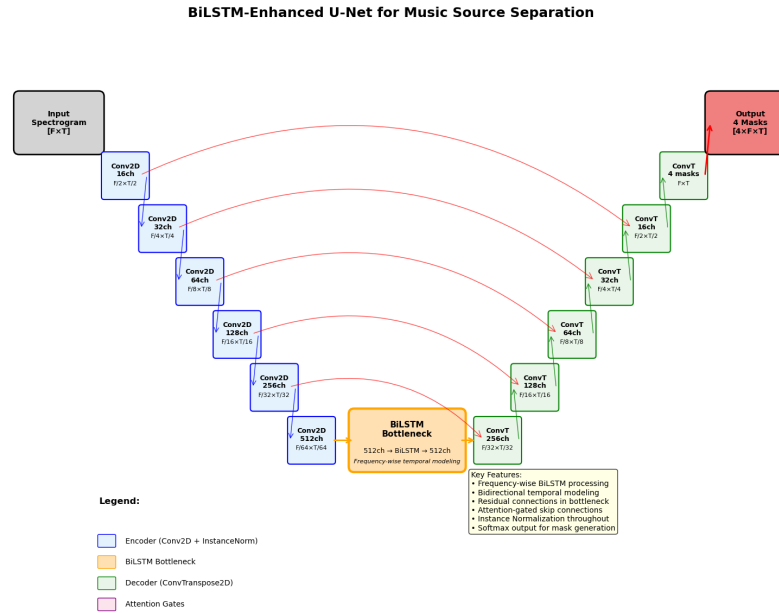 BiLSTM-Enhanced U-Net for Music Source Separation
Input
Spectrogram
[F×T]
Output
4 Masks
[4×F×T]
Conv2D
16ch
F/2×T/2
Conv2D
32ch
F/4×T/4
Conv2D
64ch
F/8×T/8
Conv2D
128ch
F/16×T/16
Conv2D
256ch
F/32×T/32
Conv2D
512ch
F/64×T/64
BiLSTM
Bottleneck
512ch → BiLSTM → 512ch
Frequency-wise temporal modeling
ConvT
256ch
F/32×T/32
ConvT
128ch
F/16×T/16
ConvT
64ch
F/8×T/8
ConvT
32ch
F/4×T/4
ConvT
16ch
F/2×T/2
ConvT
4 masks
F×T
Key Features:
• Frequency-wise BiLSTM processing
• Bidirectional temporal modeling
• Residual connections in bottleneck
• Attention-gated skip connections
• Instance Normalization throughout
• Softmax output for mask generation
Legend:
Encoder (Conv2D + InstanceNorm)
BiLSTM Bottleneck
Decoder (ConvTranspose2D)
Attention Gates